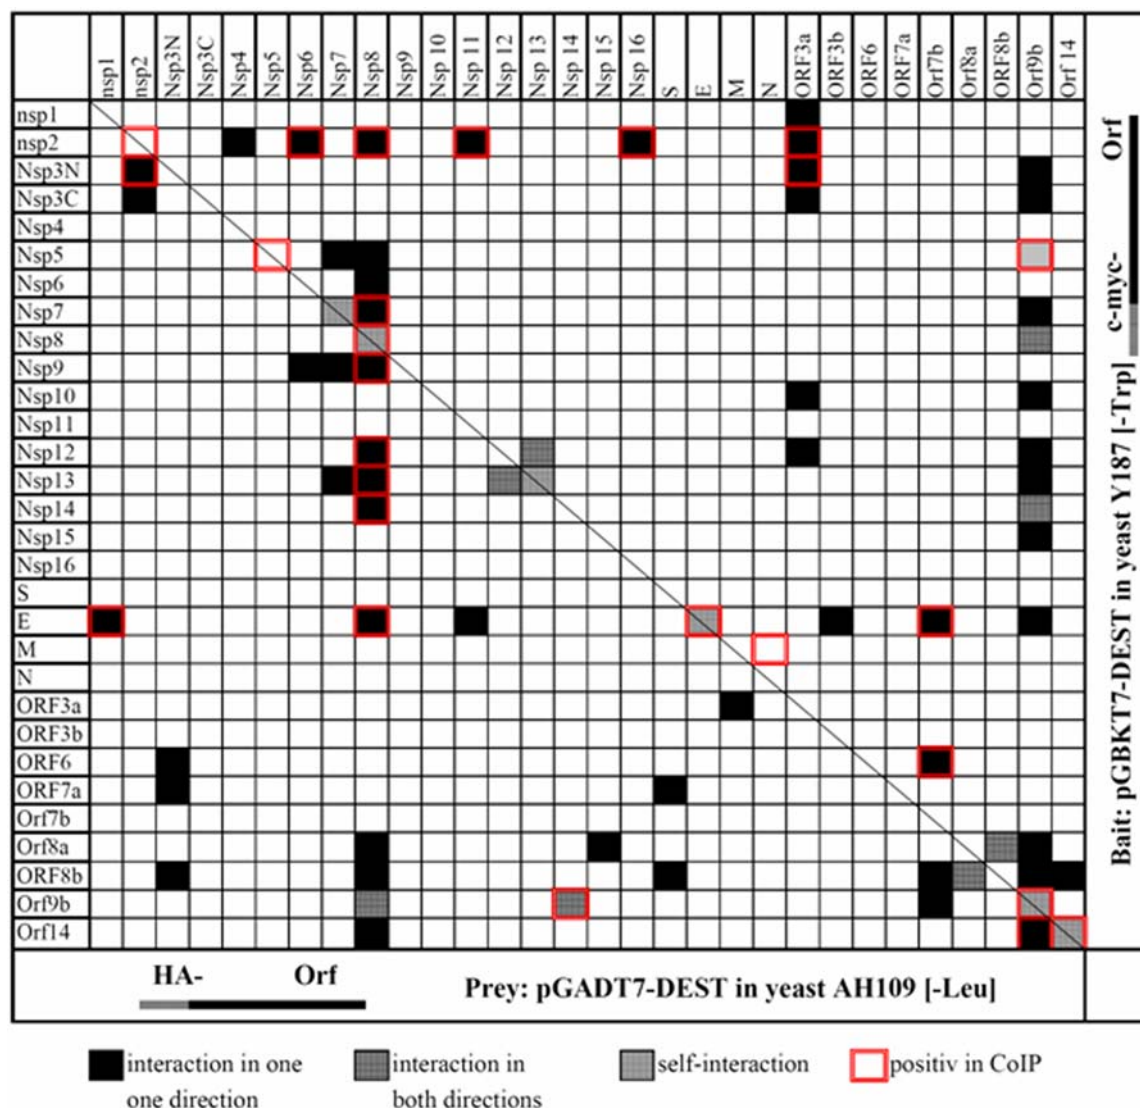 nsp1 nsp2 Nsp3N Nsp3C Nsp4 Nsp5 Nsp6 Nsp7 Nsp8 Nsp9 Nsp 10 Nsp 11 Nsp 12 Nsp 13 Nsp 14 Nsp 15 Nsp 16 S E M N ORF3a ORF3b ORF6 ORF7a Orf7b Orf8a ORF8b Orf9b Orf 14
nsp1
nsp2
Nsp3N
Nsp3C
Nsp4
Nsp5
Nsp6
Nsp7
Nsp8
Nsp9
Nsp10
Nsp11
Nsp12
Nsp13
Nsp14
Nsp15
Nsp16
S
E
M
N
ORF3a
ORF3b
ORF6
ORF7a
Orf7b
Orf8a
ORF8b
Orf9b
Orf14
c-myc- Orf
Bait: pGBKT7-DEST in yeast Y187 [-Trp]
HA- Orf
Prey: pGADT7-DEST in yeast AH109 [-Leu]
interaction in one
one direction
interaction in
both directions
self-interaction
positiv in CoIP